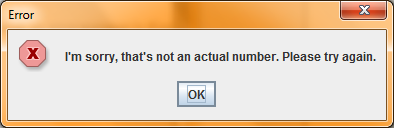 Error
I'm sorry, that's not an actual number. Please try again.
OK